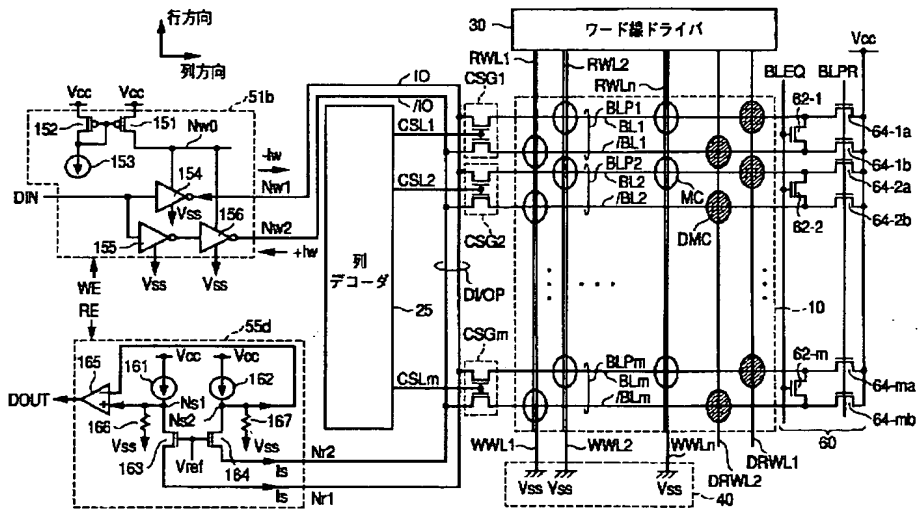 行方向
列方向
30
ワード線ドライバ
Vcc
RWL1
RWL2
RWLn
BLEQ
BLPR
IO
/IO
CSG1
62-1
Vcc
Vcc
51b
152
151
Nw0
153
-Iw
154
Nw1
DIN
Vss
156
Nw2
155
+Iw
Vss
Vss
CSL1
CSL2
BLP1
BL1
/BL1
BLP2
BL2
/BL2
MC
DMC
64-1a
64-1b
64-2a
64-2b
62-2
CSG2
列
デコーダ
25
DI/OP
10
WE
RE
55d
165
161
Vcc
Vcc
162
DOUT
Ns1
Ns2
166
167
Vss
Vss
163
Vref
164
Nr2
Is
Is
Nr1
CSGm
CSLm
BLPm
BLm
/BLm
62-m
64-ma
64-mb
60
WWL1
WWL2
WWLn
DRWL1
DRWL2
Vss
Vss
Vss
40